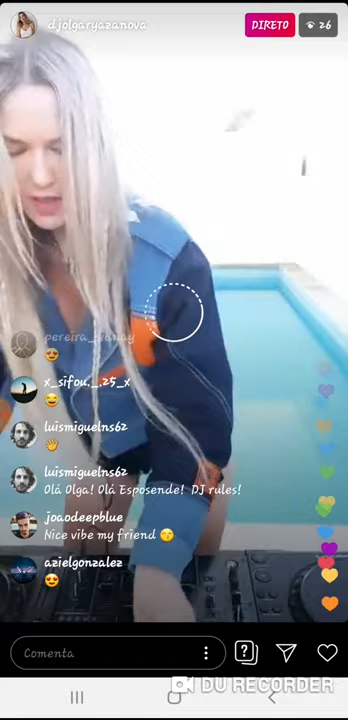 djolgaryazanova
DIRETO
26
x_sifou._.25_x
luismiguelns62
luismiguelns62
Olá Olga! Olá Esposende! DJ rules!
joaodeepblue
Nice vibe my friend
azielgonzalez
Comenta
DU RECORDER